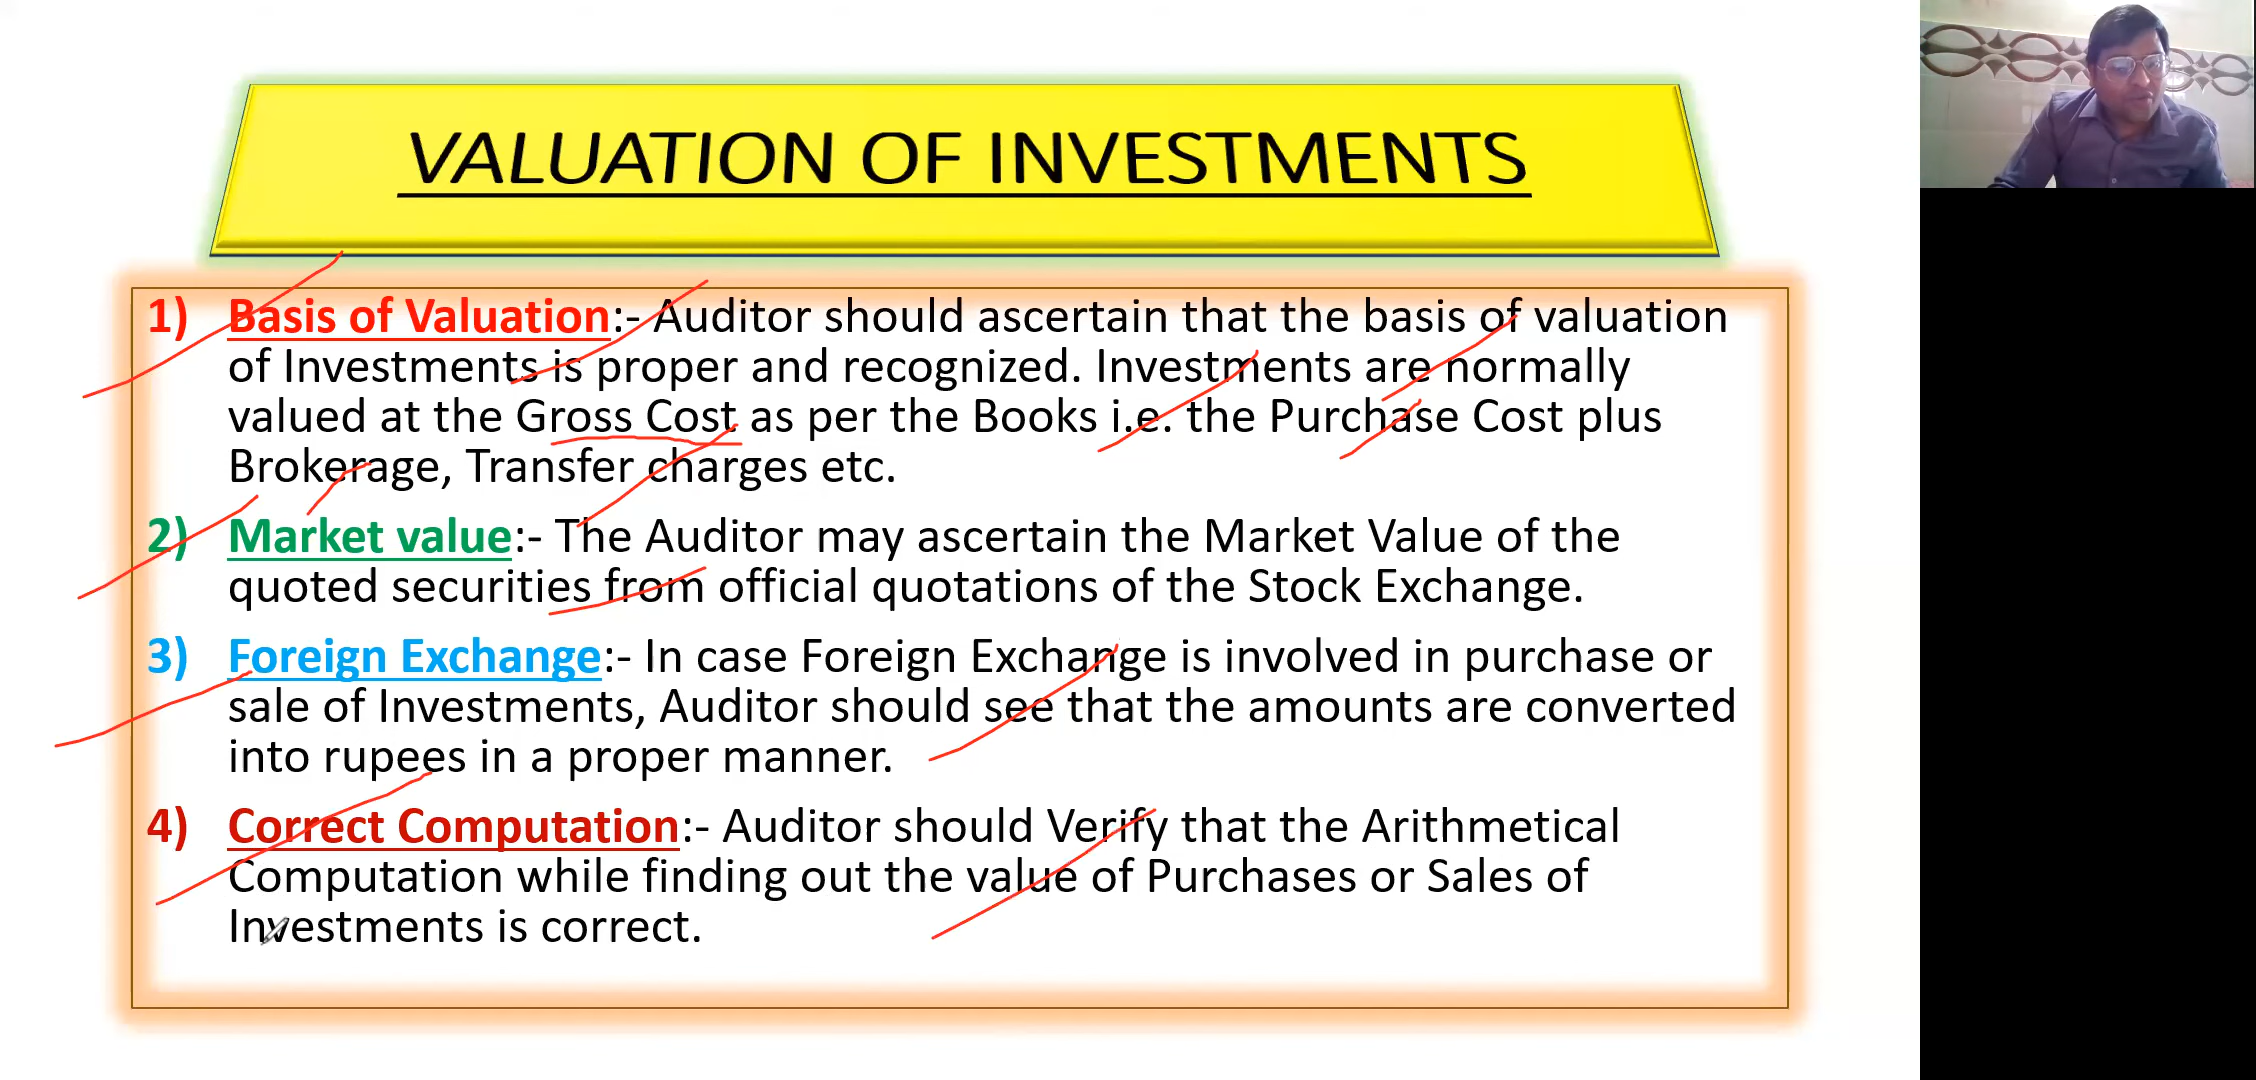 VALUATION OF INVESTMENTS
1) Basis of Valuation:- Auditor should ascertain that the basis of valuation
of Investments is proper and recognized. Investments are normally
valued at the Gross Cost as per the Books i.e. the Purchase Cost plus
Brokerage, Transfer charges etc.
2) Market value:- The Auditor may ascertain the Market Value of the
quoted securities from official quotations of the Stock Exchange.
3) Foreign Exchange:- In case Foreign Exchange is involved in purchase or
sale of Investments, Auditor should see that the amounts are converted
into rupees in a proper manner.
4) Correct Computation:- Auditor should Verify that the Arithmetical
Computation while finding out the value of Purchases or Sales of
Investments is correct.